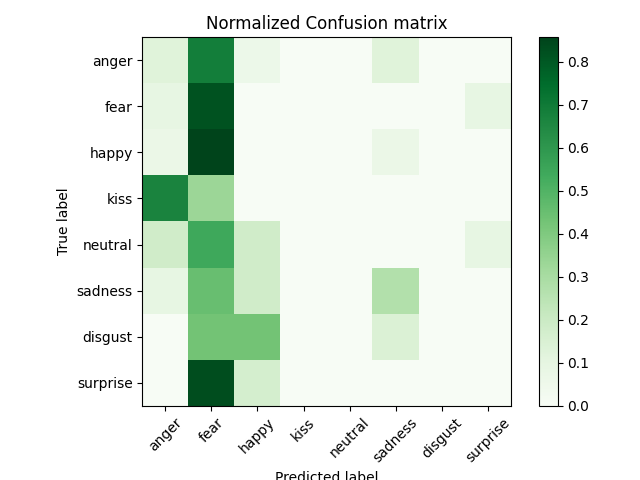 Normalized Confusion matrix
True label
anger
fear
happy
kiss
neutral
sadness
disgust
surprise
anger
fear
happy
kiss
neutral
sadness
disgust
surprise
Predicted label
0.8
0.7
0.6
0.5
0.4
0.3
0.2
0.1
0.0